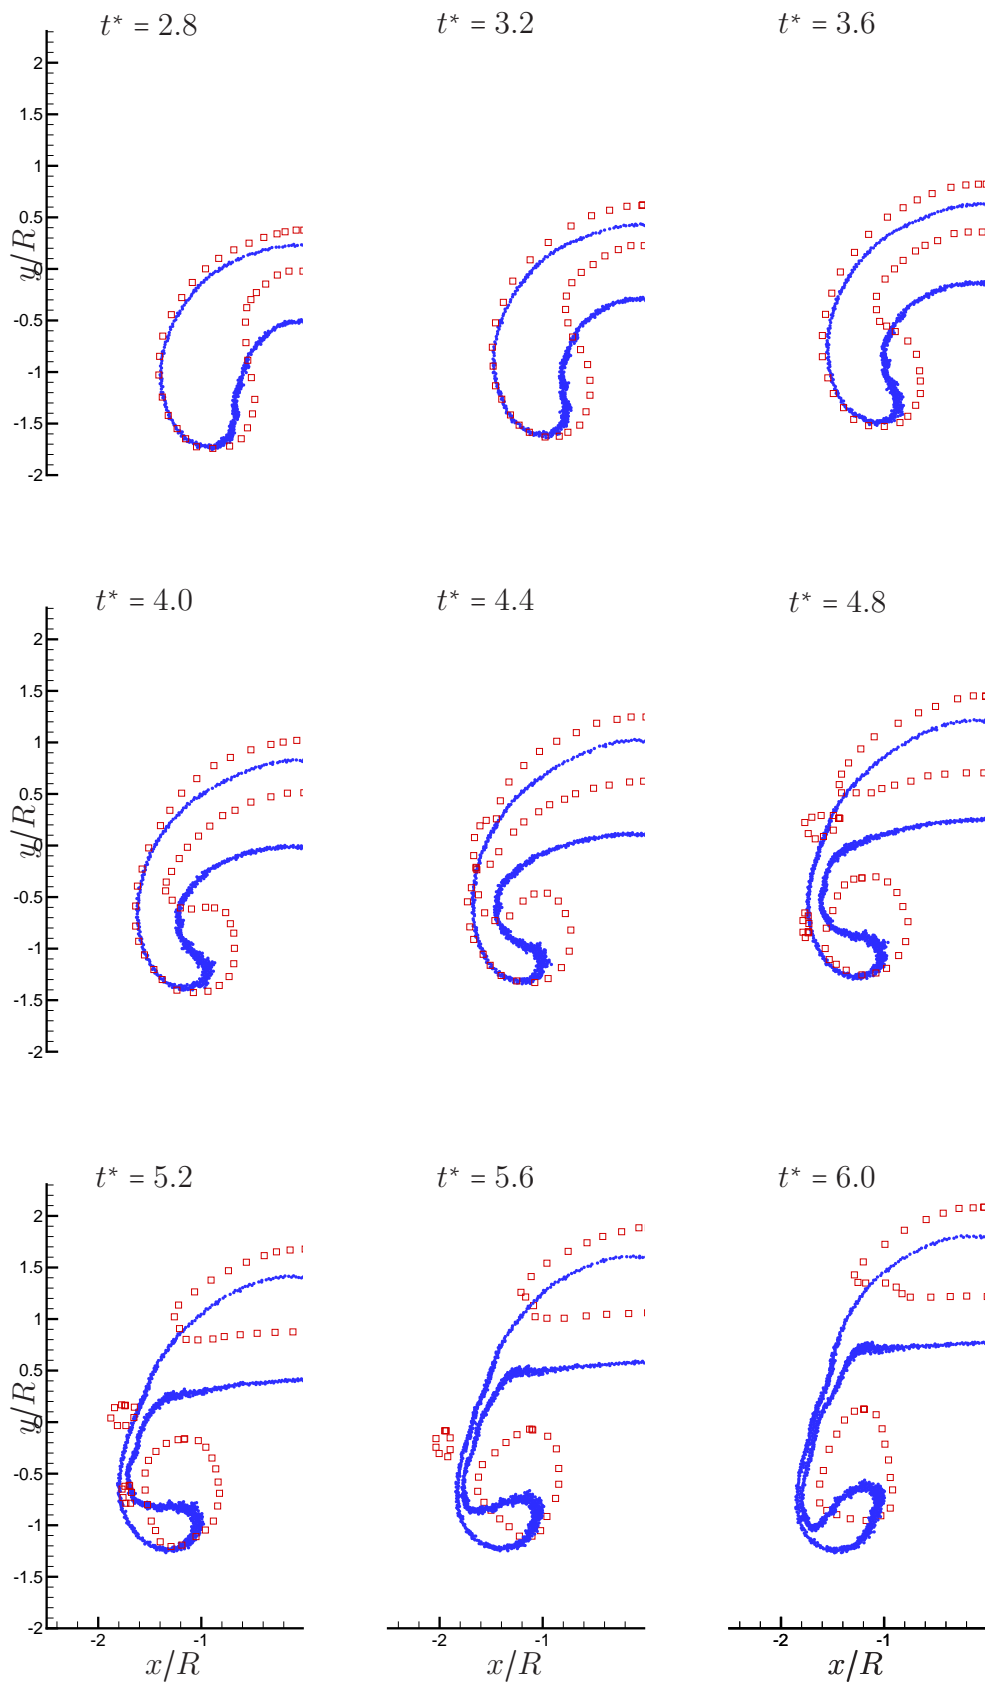 t* = 2.8
t* = 3.2
t* = 3.6
2
1.5
1
0.5
0
-0.5
-1
-1.5
-2
y/R
t* = 4.0
t* = 4.4
t* = 4.8
2
1.5
1
0.5
0
-0.5
-1
-1.5
-2
y/R
t* = 5.2
t* = 5.6
t* = 6.0
2
1.5
1
0.5
0
-0.5
-1
-1.5
-2
y/R
-2 -1
-2 -1
-2 -1
x/R
x/R
x/R